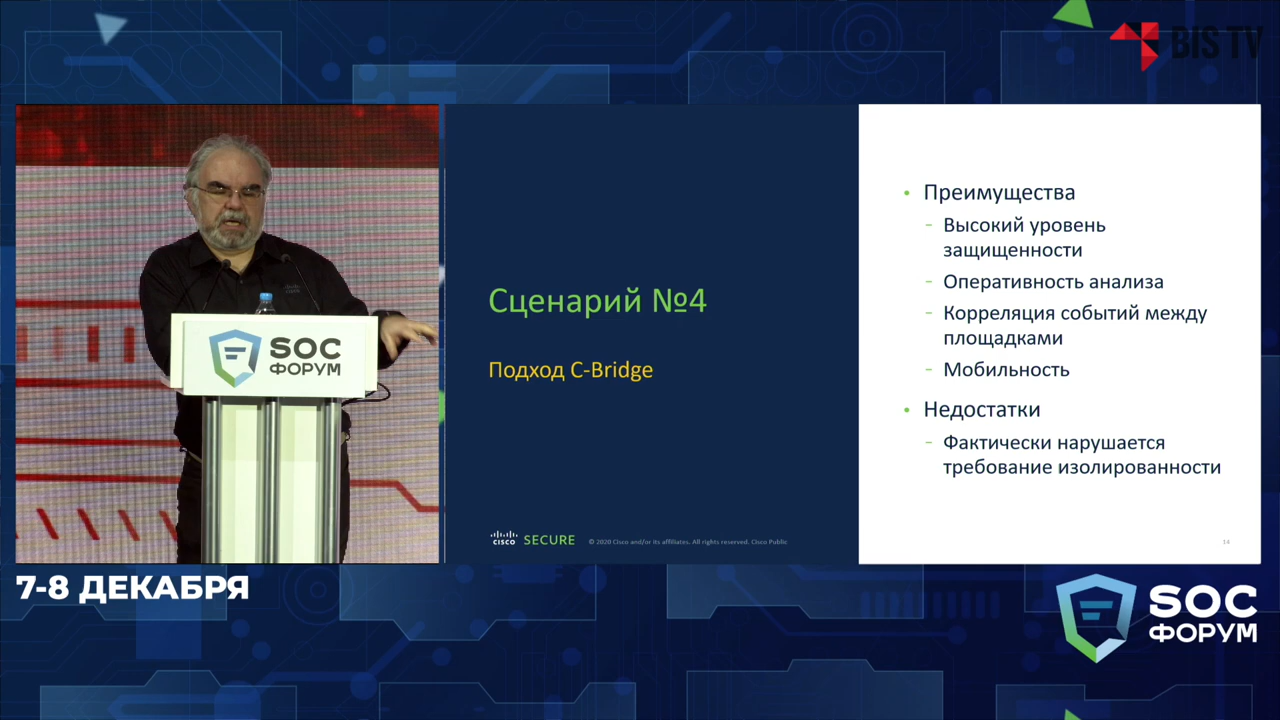 BIS TV
Сценарий №4
Подход C-Bridge
Преимущества
Высокий уровень
защищенности
Оперативность анализа
Корреляция событий между
площадками
Мобильность
Недостатки
Фактически нарушается
требование изолированности
SOC
ФОРУМ
cisco SECURE © 2020 Cisco and/or its affiliates. All rights reserved. Cisco Public
14
7-8 ДЕКАБРЯ
SOC
ФОРУМ